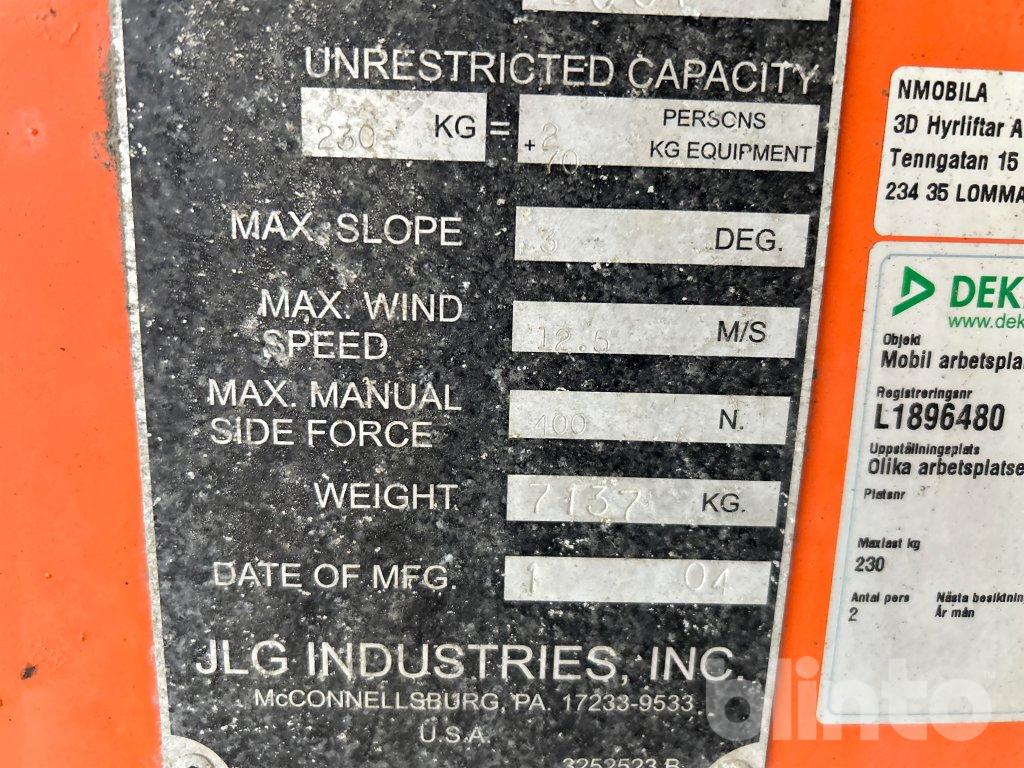 UNRESTRICTED CAPACITY
230 KG = 2 PERSONS
+ 70 KG EQUIPMENT
MAX. SLOPE 3 DEG.
MAX. WIND
SPEED 12.5 M/S
MAX. MANUAL
SIDE FORCE 400 N.
WEIGHT 7137 KG.
DATE OF MFG. 1 04
JLG INDUSTRIES, INC.
McCONNELLSBURG, PA. 17233-9533
U.S.A.
3252523 B
NMOBILA
3D Hyrliftar A
Tenngatan 15
234 35 LOMMA
DEK
www.dek
Objekt
Mobil arbetspla
Registreringsnr
L1896480
Uppställningsplats
Olika arbetsplatse
Platsnr
Maxlast kg
230
Antal pers Nästa besiktnin
2 År mån
blinto